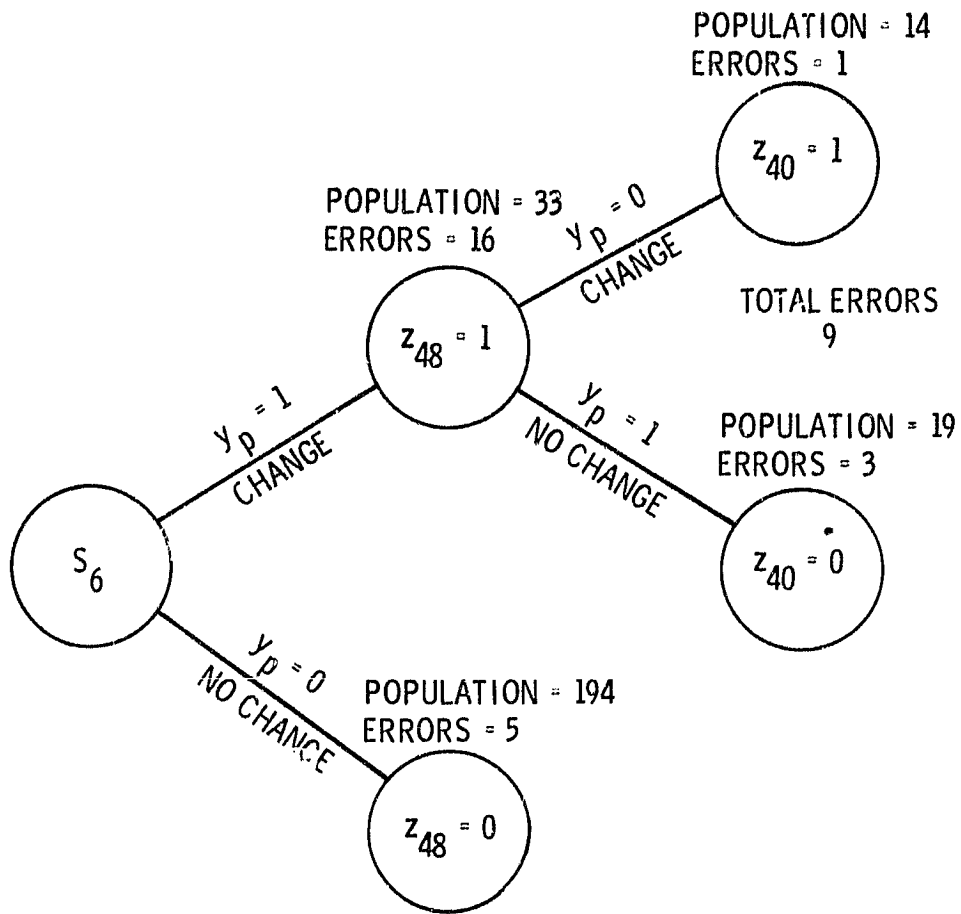 POPULATION = 14
ERRORS = 1
z40 = 1
POPULATION = 33
ERRORS = 16
yp = 0
CHANGE
TOTAL ERRORS
9
z48 = 1
yp = 1
CHANGE
yp = 1
NO CHANGE
POPULATION = 19
ERRORS = 3
S6
z40 = 0
yp = 0
NO CHANCE
POPULATION = 194
ERRORS = 5
z48 = 0